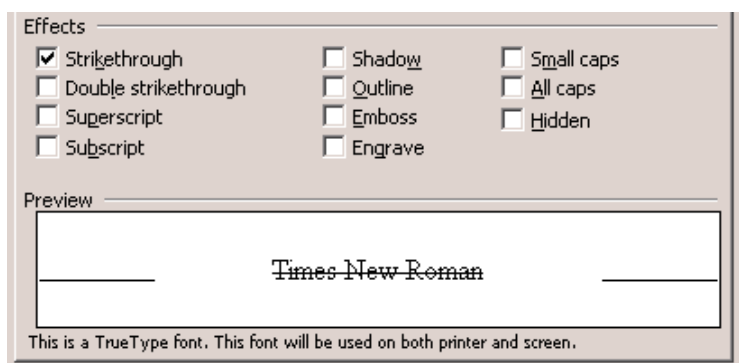 Effects
Strikethrough Shadow Small caps
Double strikethrough Outline All caps
Superscript Emboss Hidden
Subscript Engrave
Preview
Times New Roman
This is a TrueType font. This font will be used on both printer and screen.